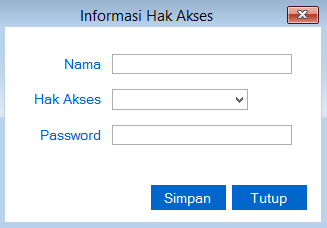 Informasi Hak Akses
Nama
Hak Akses
Password
Simpan Tutup